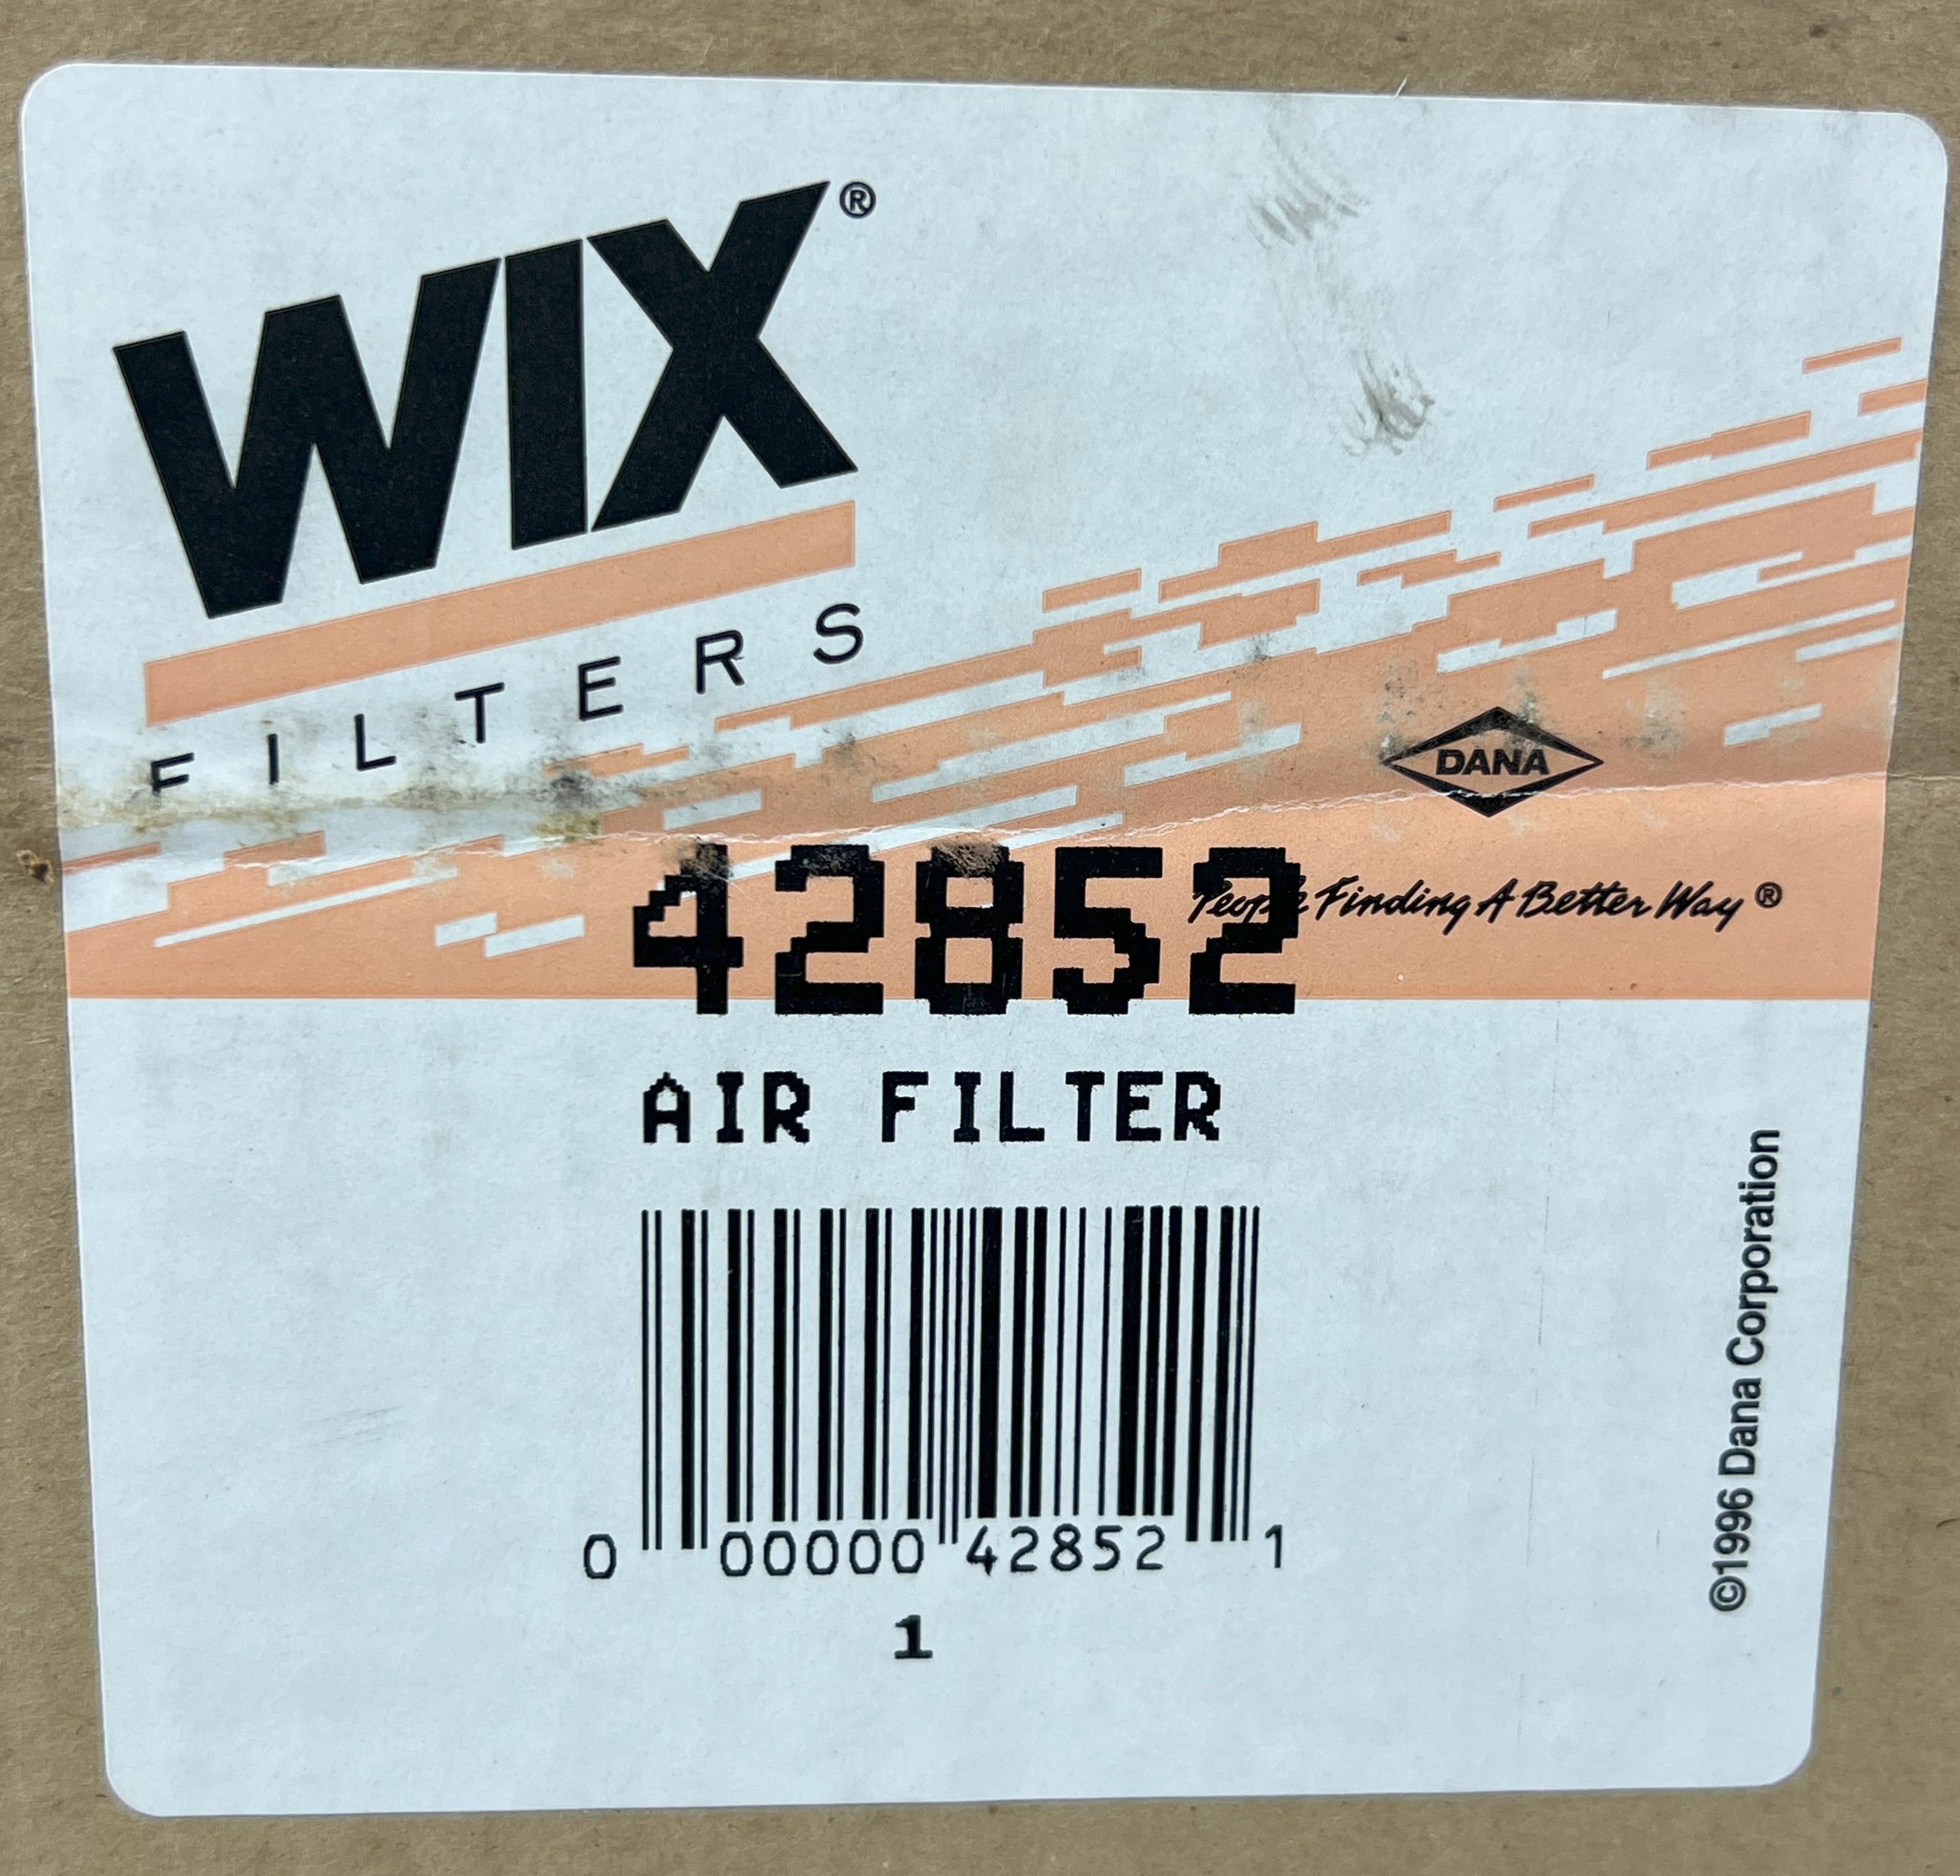 WIX®
FILTERS
DANA
42852
People Finding A Better Way®
AIR FILTER
0 00000 42852 1
1
©1996 Dana Corporation